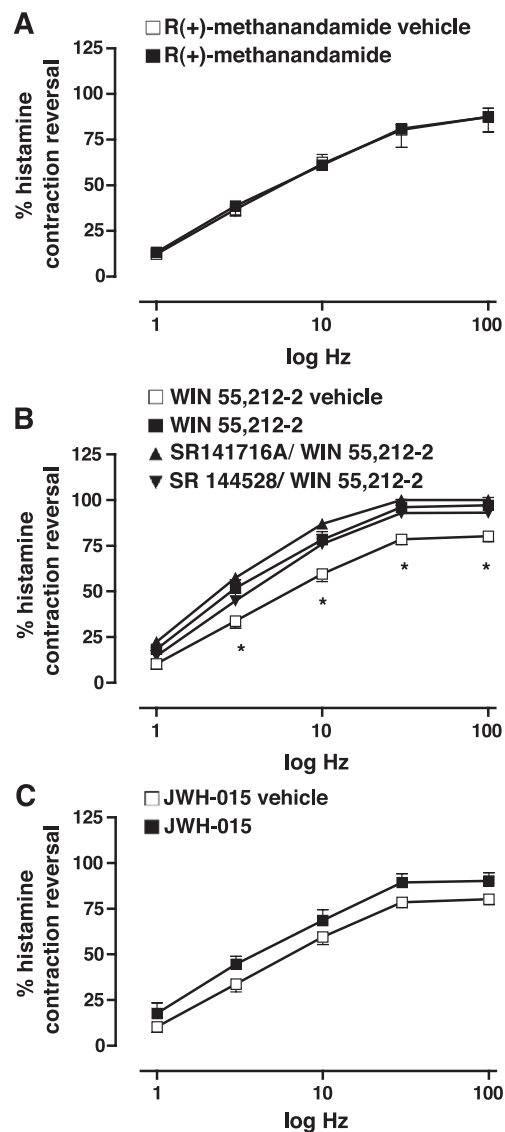 A
R(+)-methanandamide vehicle
R(+)-methanandamide
% histamine
contraction reversal
125
100
75
50
25
0
1
10
100
log Hz
B
WIN 55,212-2 vehicle
WIN 55,212-2
SR141716A/ WIN 55,212-2
SR 144528/ WIN 55,212-2
% histamine
contraction reversal
125
100
75
50
25
0
*
*
*
*
1
10
100
log Hz
C
JWH-015 vehicle
JWH-015
% histamine
contraction reversal
125
100
75
50
25
0
1
10
100
log Hz